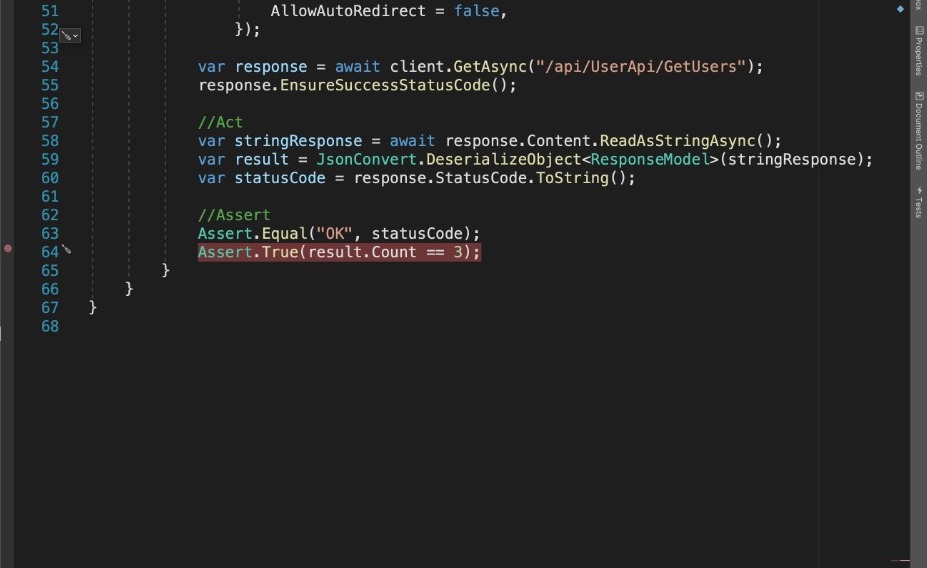 51 AllowAutoRedirect = false,
52 });
53
54 var response = await client.GetAsync("/api/UserApi/GetUsers");
55 response.EnsureSuccessStatusCode();
56
57 //Act
58 var stringResponse = await response.Content.ReadAsStringAsync();
59 var result = JsonConvert.DeserializeObject<ResponseModel>(stringResponse);
60 var statusCode = response.StatusCode.ToString();
61
62 //Assert
63 Assert.Equal("OK", statusCode);
64 Assert.True(result.Count == 3);
65 }
66 }
67 }
68
Properties
Document Outline
Tests